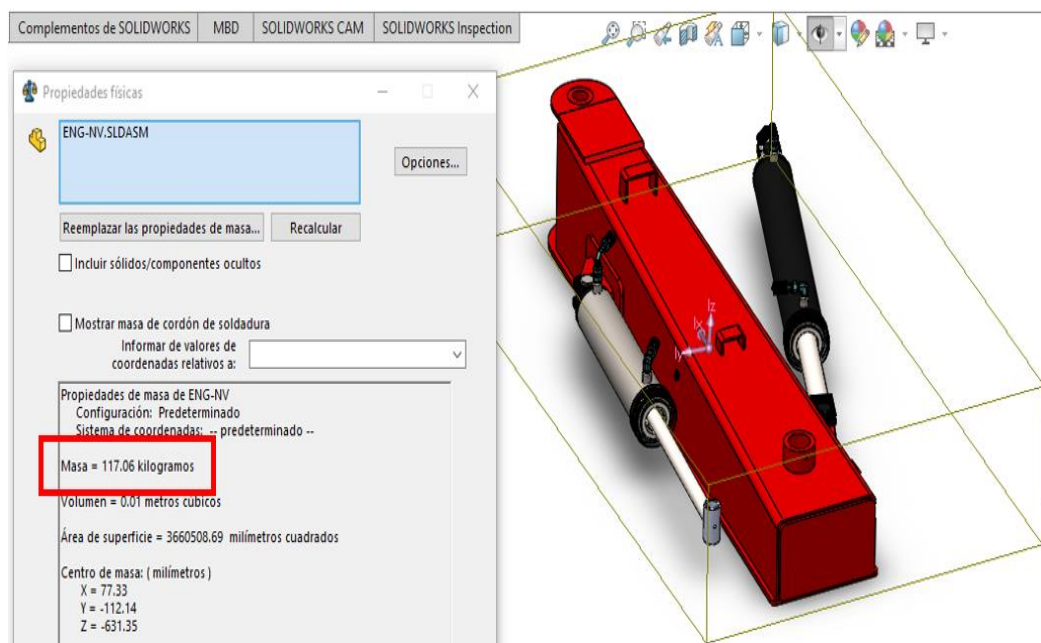 Complementos de SOLIDWORKS MBD SOLIDWORKS CAM SOLIDWORKS Inspection
Propiedades físicas
ENG-NV.SLDASM
Opciones...
Reemplazar las propiedades de masa... Recalcular
Incluir sólidos/componentes ocultos
Mostrar masa de cordón de soldadura
Informar de valores de
coordenadas relativos a:
Propiedades de masa de ENG-NV
Configuración: Predeterminado
Sistema de coordenadas: -- predeterminado --
Masa = 117.06 kilogramos
Volumen = 0.01 metros cúbicos
Área de superficie = 3660508.69 milímetros cuadrados
Centro de masa: ( milímetros )
X = 77.33
Y = -112.14
Z = -631.35
Iz
Ix
Iy